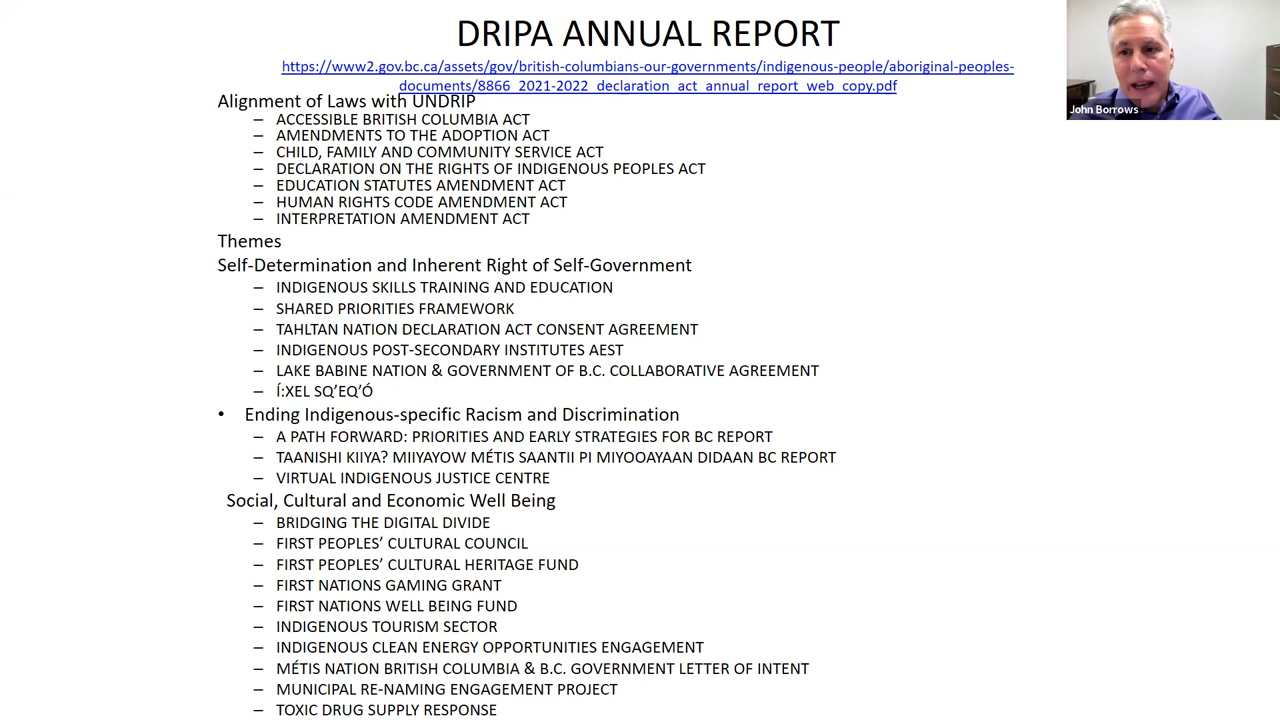 DRIPA ANNUAL REPORT
https://www2.gov.bc.ca/assets/gov/british-columbians-our-governments/indigenous-people/aboriginal-peoples-
documents/8866_2021-2022_declaration_act_annual_report_web_copy.pdf
John Borrows
Alignment of Laws with UNDRIP
– ACCESSIBLE BRITISH COLUMBIA ACT
– AMENDMENTS TO THE ADOPTION ACT
– CHILD, FAMILY AND COMMUNITY SERVICE ACT
– DECLARATION ON THE RIGHTS OF INDIGENOUS PEOPLES ACT
– EDUCATION STATUTES AMENDMENT ACT
– HUMAN RIGHTS CODE AMENDMENT ACT
– INTERPRETATION AMENDMENT ACT
Themes
Self-Determination and Inherent Right of Self-Government
– INDIGENOUS SKILLS TRAINING AND EDUCATION
– SHARED PRIORITIES FRAMEWORK
– TAHLTAN NATION DECLARATION ACT CONSENT AGREEMENT
– INDIGENOUS POST-SECONDARY INSTITUTES AEST
– LAKE BABINE NATION & GOVERNMENT OF B.C. COLLABORATIVE AGREEMENT
– Í:XEL SQ’EQ’Ó
• Ending Indigenous-specific Racism and Discrimination
– A PATH FORWARD: PRIORITIES AND EARLY STRATEGIES FOR BC REPORT
– TAANISHI KIIYA? MIIYAYOW MÉTIS SAANTII PI MIYOOAYAAN DIDAAN BC REPORT
– VIRTUAL INDIGENOUS JUSTICE CENTRE
Social, Cultural and Economic Well Being
– BRIDGING THE DIGITAL DIVIDE
– FIRST PEOPLES’ CULTURAL COUNCIL
– FIRST PEOPLES’ CULTURAL HERITAGE FUND
– FIRST NATIONS GAMING GRANT
– FIRST NATIONS WELL BEING FUND
– INDIGENOUS TOURISM SECTOR
– INDIGENOUS CLEAN ENERGY OPPORTUNITIES ENGAGEMENT
– MÉTIS NATION BRITISH COLUMBIA & B.C. GOVERNMENT LETTER OF INTENT
– MUNICIPAL RE-NAMING ENGAGEMENT PROJECT
– TOXIC DRUG SUPPLY RESPONSE